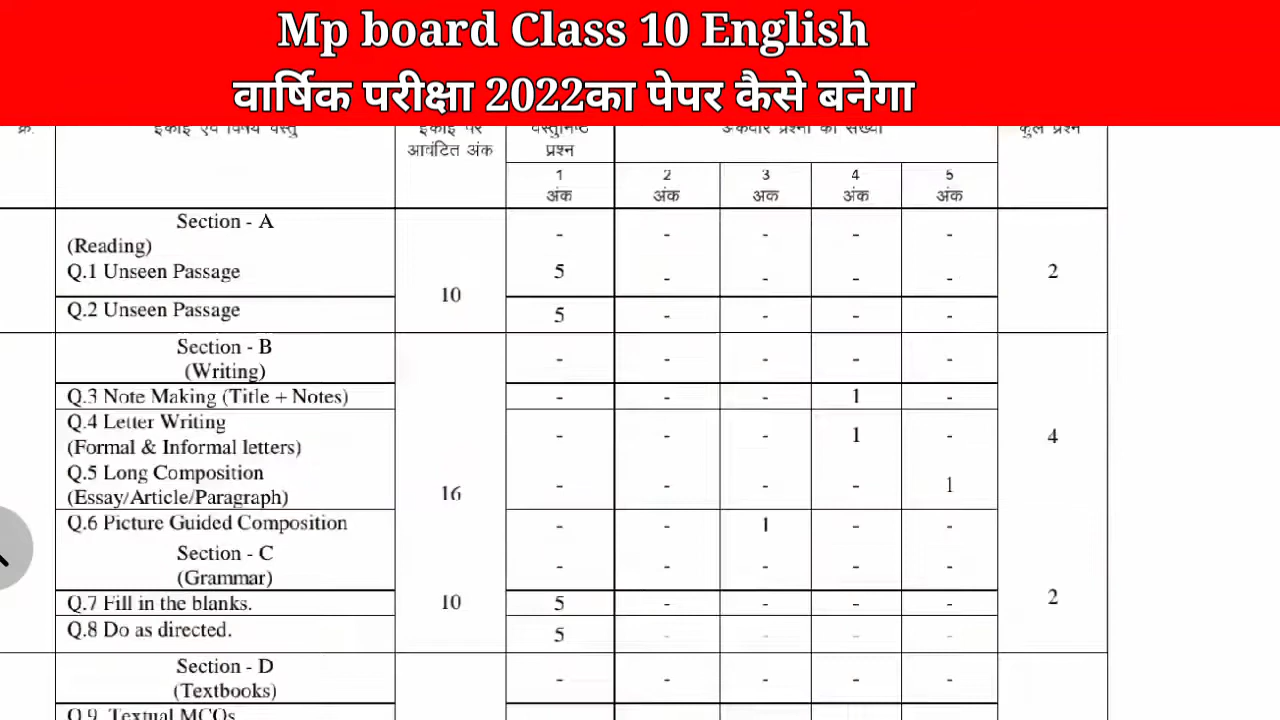 Mp board Class 10 English
वार्षिक परीक्षा 2022का पेपर कैसे बनेगा
क्र. इकाई एवं विषय वस्तु इकाई पर वस्तुनिष्ठ अंकवार प्रश्नों की संख्या कुल प्रश्न
आवंटित अंक प्रश्न
1 2 3 4 5
अंक अंक अक अंक अंक
Section - A
(Reading) - - - - -
Q.1 Unseen Passage 5 - - - - 2
10
Q.2 Unseen Passage 5 - - - -
Section - B - - - - -
(Writing)
Q.3 Note Making (Title + Notes) - - - 1 -
Q.4 Letter Writing
(Formal & Informal letters) - - - 1 - 4
Q.5 Long Composition
(Essay/Article/Paragraph) 16 - - - - 1
Q.6 Picture Guided Composition - - 1 - -
Section - C - - - - -
(Grammar)
Q.7 Fill in the blanks. 10 5 - - - - 2
Q.8 Do as directed. 5 - - - -
Section - D - - - - -
(Textbooks)
Q.9 Textual MCQs